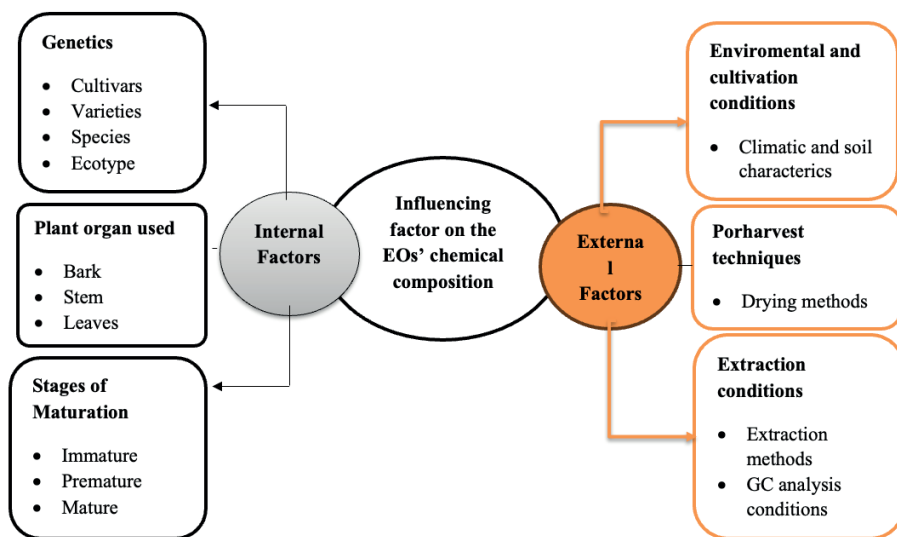 Genetics
• Cultivars
• Varieties
• Species
• Ecotype
Plant organ used
• Bark
• Stem
• Leaves
Stages of
Maturation
• Immature
• Premature
• Mature
Internal
Factors
Influencing
factor on the
EOs’ chemical
composition
Externa
l
Factors
Enviromental and
cultivation
conditions
• Climatic and soil
characterics
Porharvest
techniques
• Drying methods
Extraction
conditions
• Extraction
methods
• GC analysis
conditions